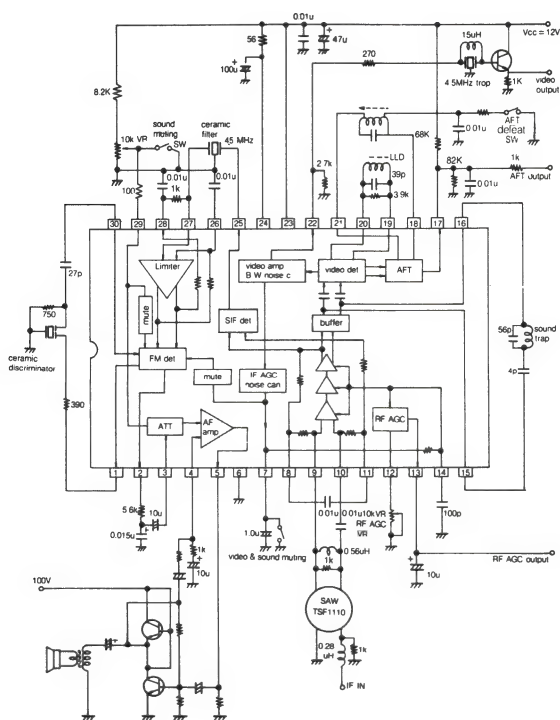 0.01u
15uH
Vcc = 12V
56
47u
270
100u
1K
video
output
4 5MHz trop
8.2K
sound
muting
ceramic
filter
10k VR
SW
45 MHz
AFT
defeat
SW
0.01u
68K
LLD
0.01u
0.01u
39p
82K
1k
2.7k
100
1k
3.9k
0.01u
AFT Jutput
30
29
28
27
26
25
24
23
22
21
20
19
18
17
16
27p
Limiter
video amp
B W noise c
video det
AFT
mute
SIF det
buffer
750
56p
sound
trap
FM det
mute
IF AGC
noise can
ceramic
discriminator
4p
390
ATT
AF
amp
RF AGC
1
2
3
4
5
6
7
8
9
10
11
12
13
14
15
5.6k
10u
0.01u
0.01u
10k VR
RF AGC
VR
100p
0.015u
1k
1.0u
0.56uH
video & sound muting
1k
RF AGC output
10u
10u
100V
SAW
TSF1110
0.28
uH
1k
IF IN